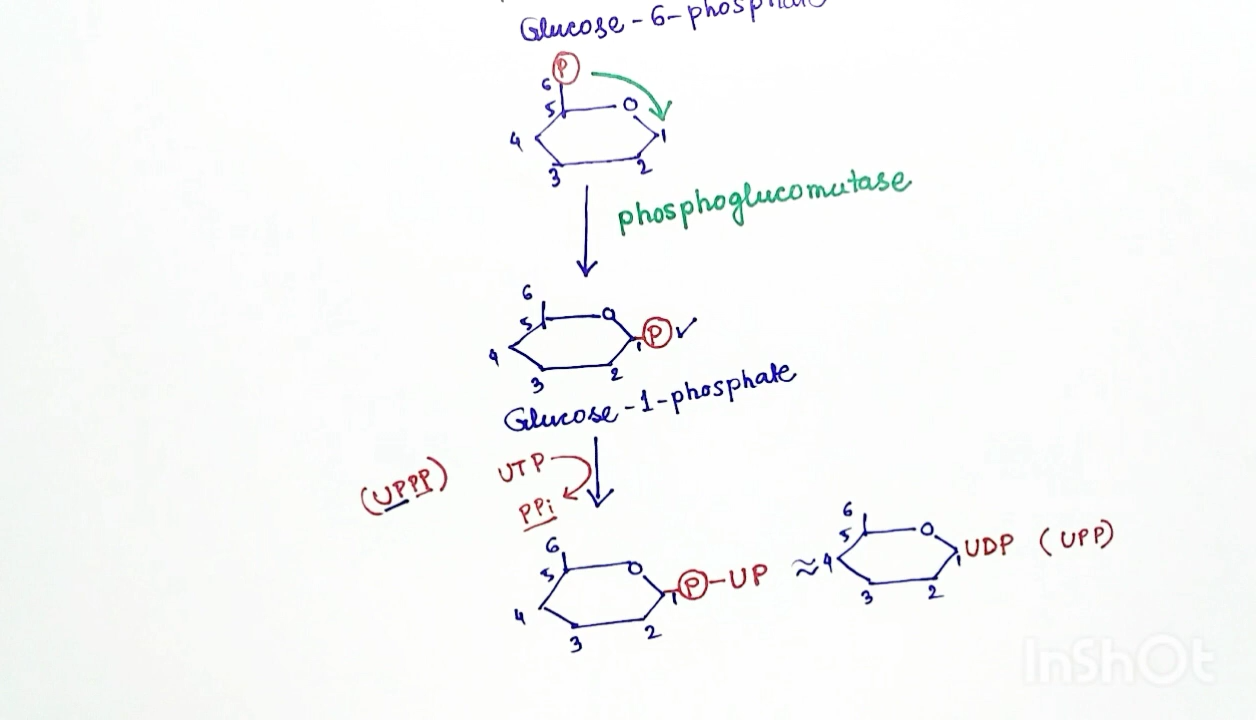 Glucose-6-phosphate
P
6
5
O
4
1
3
2
phosphoglucomutase
6
5
O
P ✓
4
1
3
2
Glucose-1-phosphate
(UPPP)
UTP
PPi
6
5
O
P-UP
4
1
3
2
≈
6
5
O
UDP (UPP)
4
1
3
2
InShOt